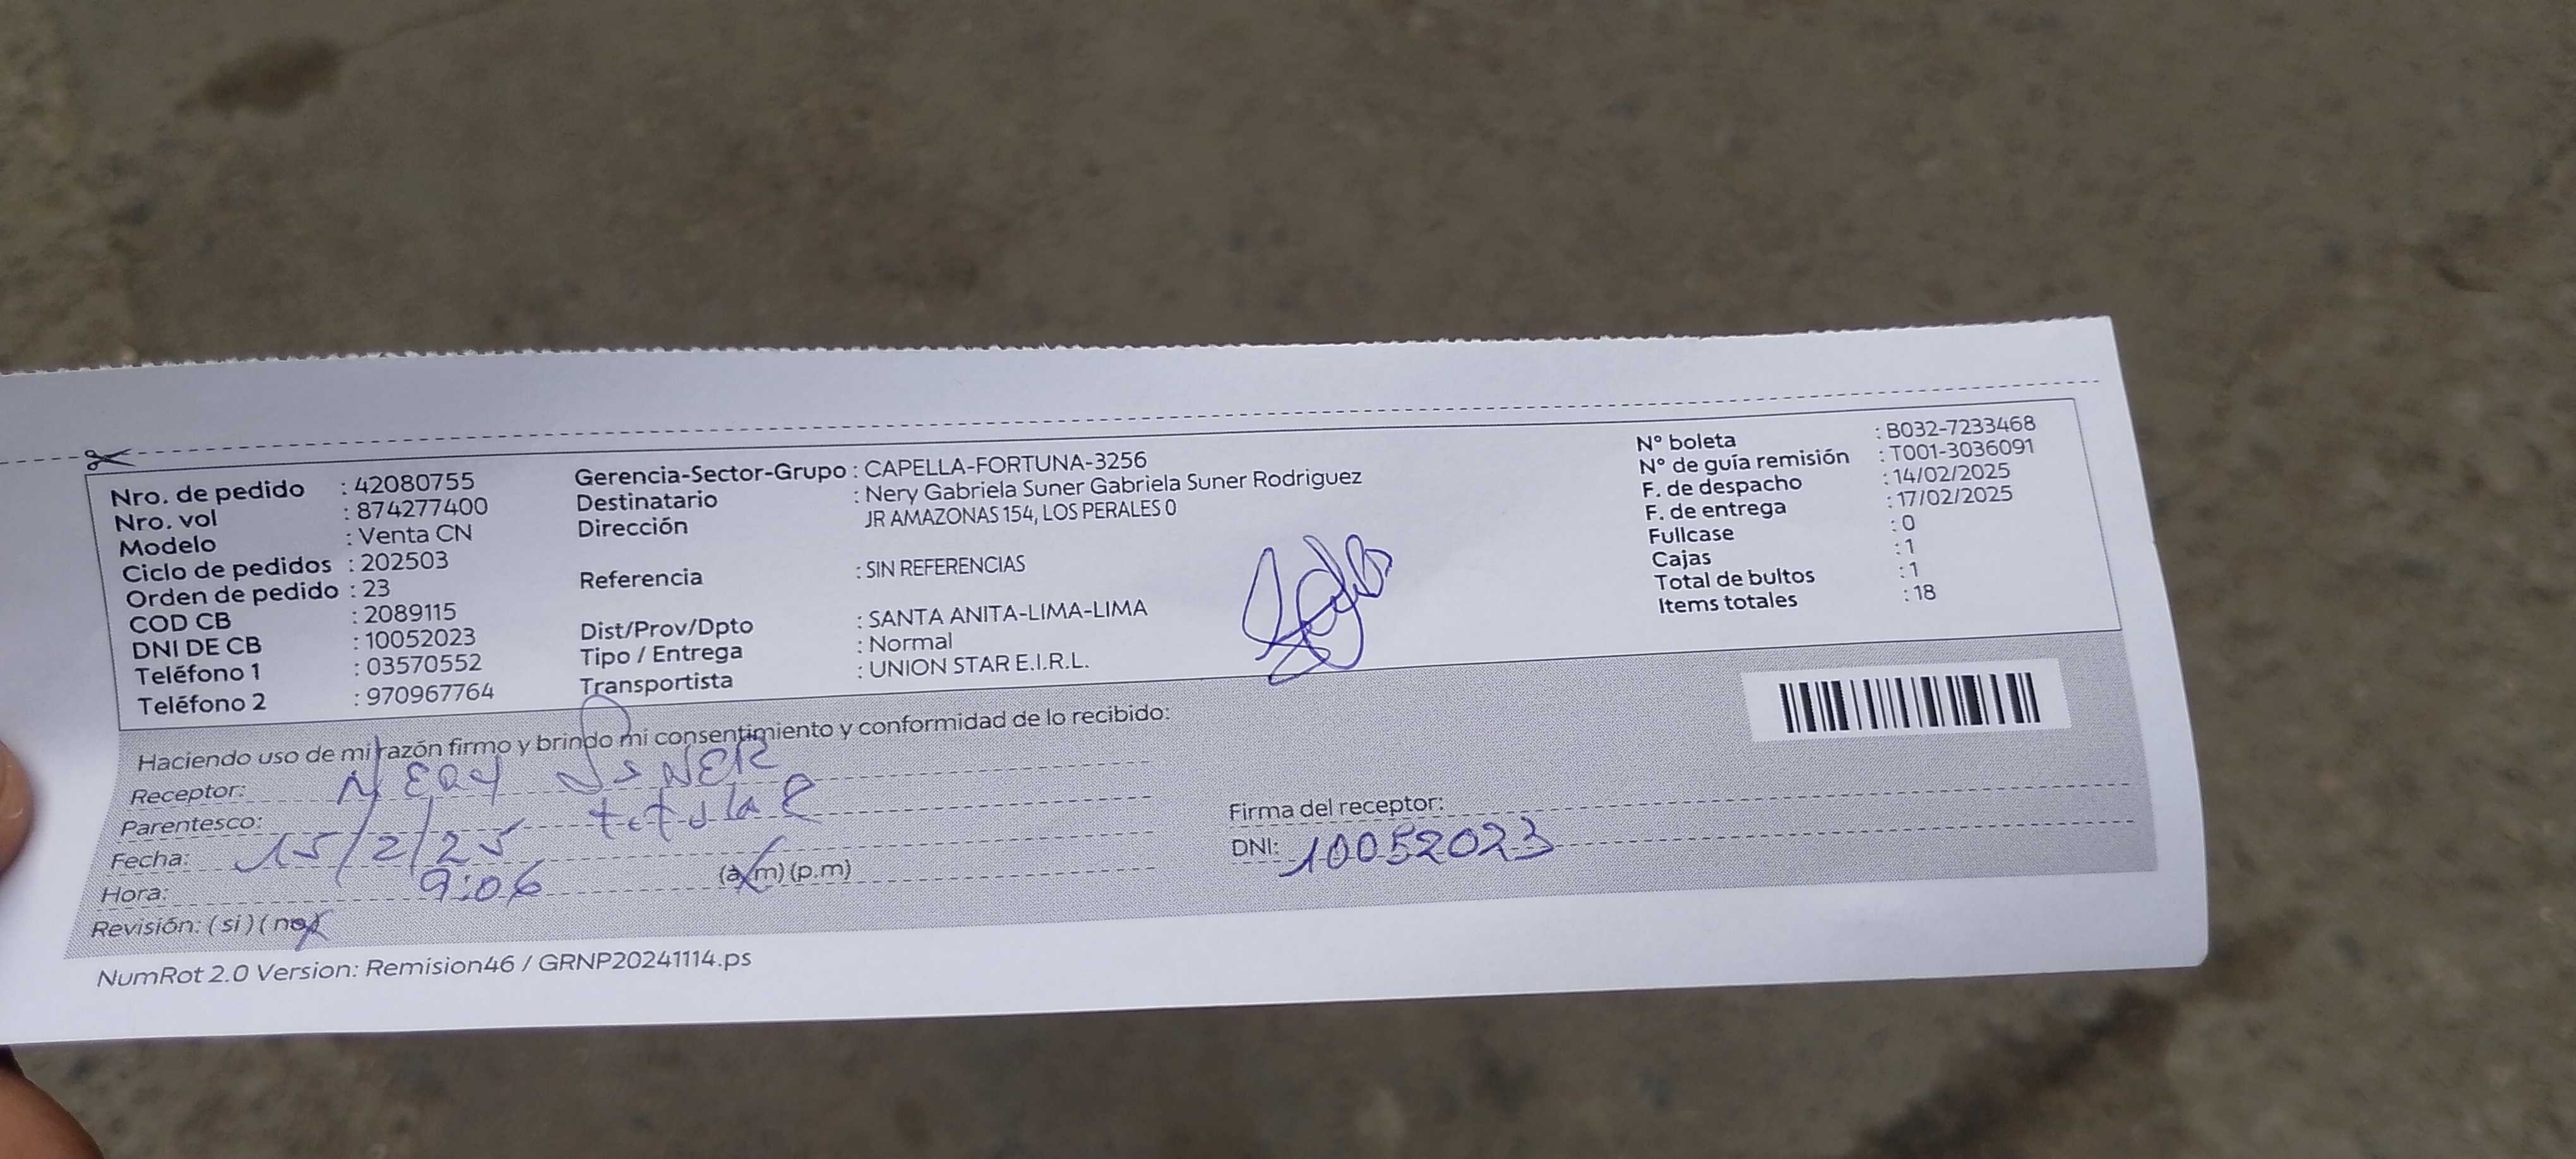 Nro. de pedido : 42080755
Nro. vol : 874277400
Modelo : Venta CN
Ciclo de pedidos : 202503
Orden de pedido : 23
COD CB : 2089115
DNI DE CB : 10052023
Teléfono 1 : 03570552
Teléfono 2 : 970967764
Gerencia-Sector-Grupo : CAPELLA-FORTUNA-3256
Destinatario : Nery Gabriela Suner Gabriela Suner Rodriguez
Dirección JR AMAZONAS 154, LOS PERALES 0
Referencia : SIN REFERENCIAS
Dist/Prov/Dpto : SANTA ANITA-LIMA-LIMA
Tipo / Entrega : Normal
Transportista : UNION STAR E.I.R.L.
N° boleta : B032-7233468
N° de guía remisión : T001-3036091
F. de despacho : 14/02/2025
F. de entrega : 17/02/2025
Fullcase : 0
Cajas : 1
Total de bultos : 1
Items totales : 18
Haciendo uso de mi razón firmo y brindo mi consentimiento y conformidad de lo recibido:
Receptor: NERY SUNER
Parentesco: titular
Fecha: 15/2/25
Hora: 9:06 (a.m) (p.m)
Revisión: (si) (no)
Firma del receptor:
DNI: 10052023
NumRot 2.0 Version: Remision46 / GRNP20241114.ps